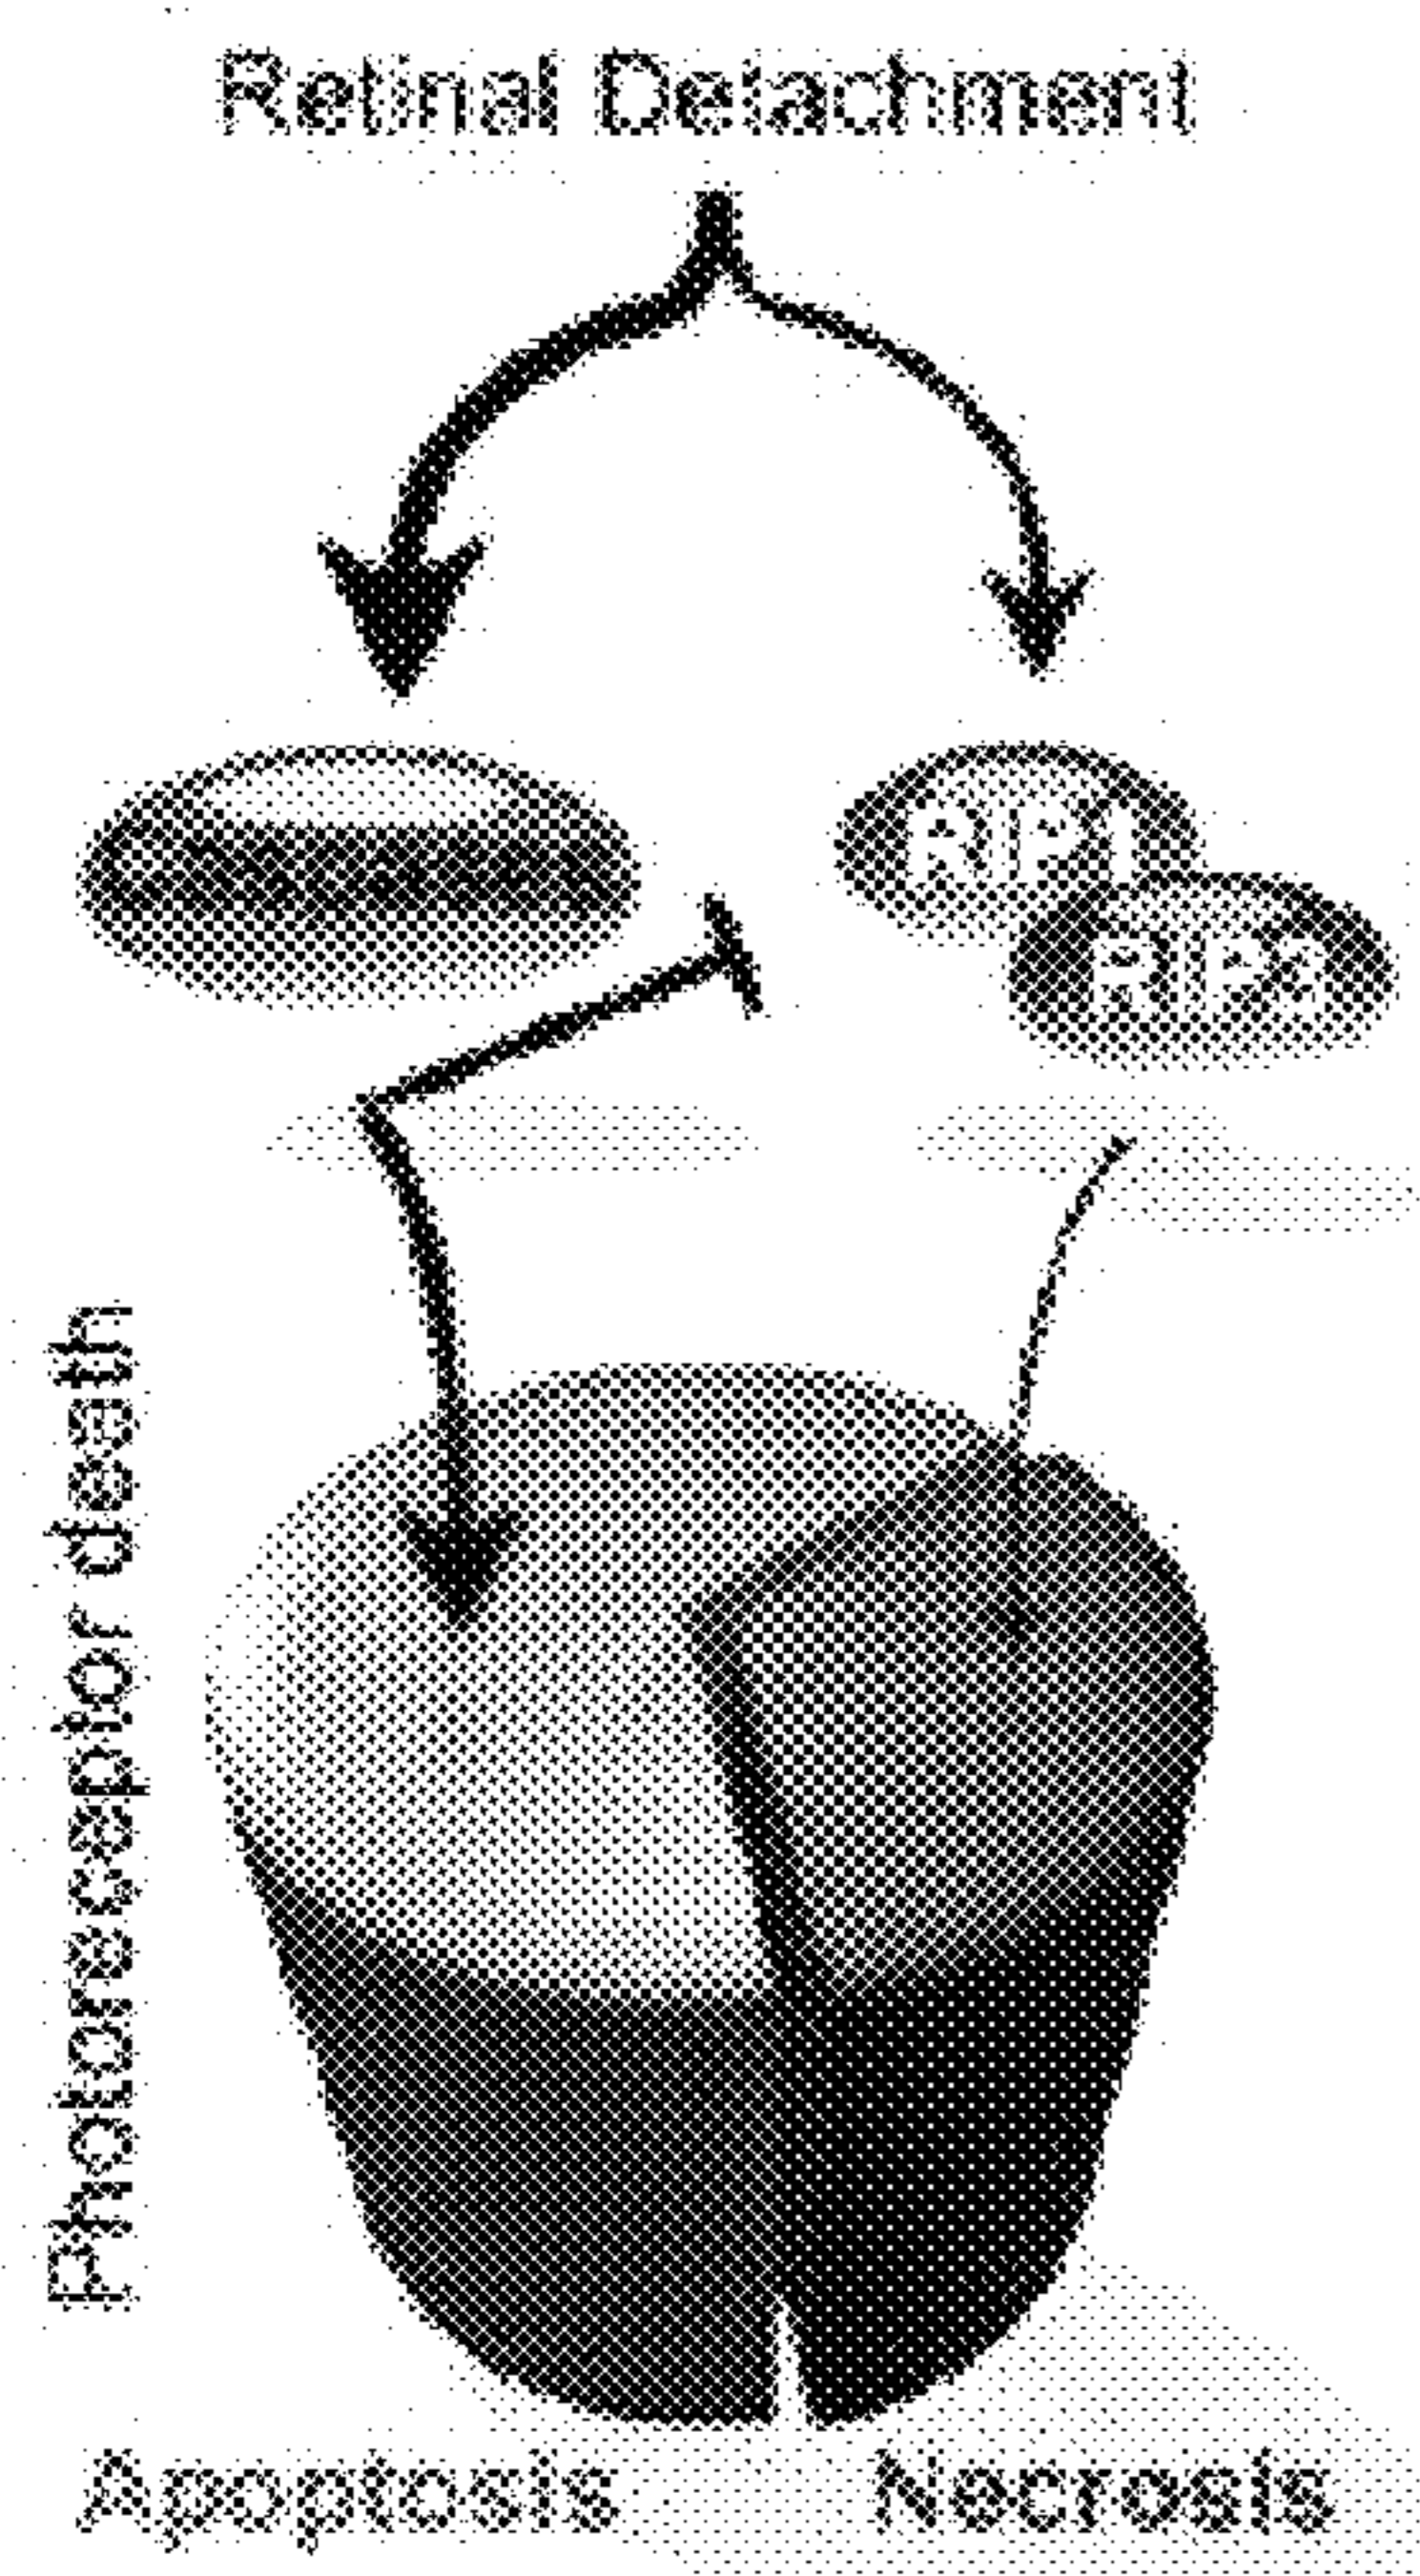 Retinal Detachment
RIP1
RIP3
Photoreceptor death
Apoptosis
Necrosis